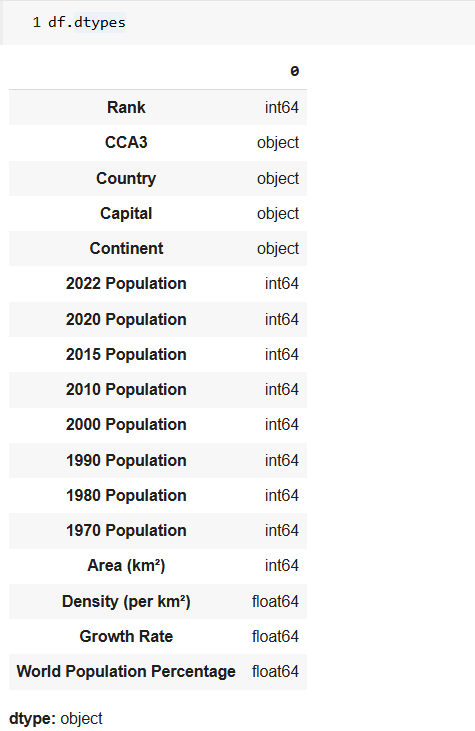 1 df.dtypes
0
Rank int64
CCA3 object
Country object
Capital object
Continent object
2022 Population int64
2020 Population int64
2015 Population int64
2010 Population int64
2000 Population int64
1990 Population int64
1980 Population int64
1970 Population int64
Area (km²) int64
Density (per km²) float64
Growth Rate float64
World Population Percentage float64
dtype: object